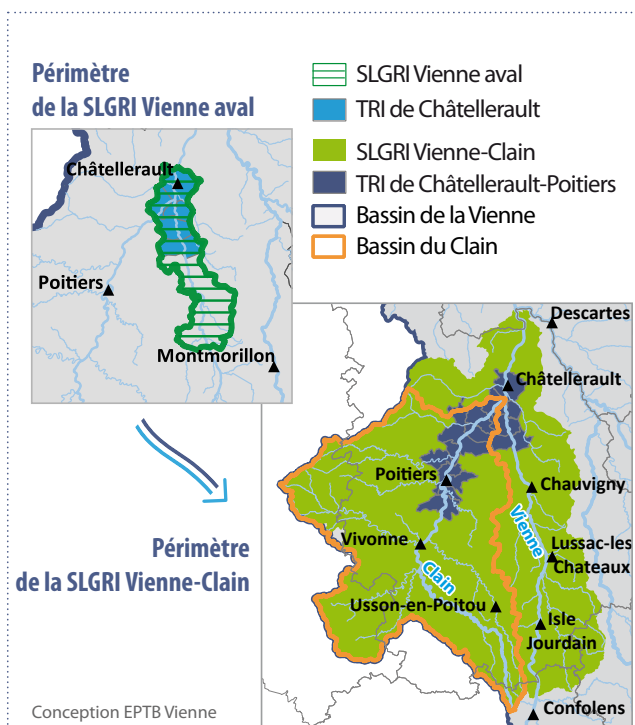 Périmètre
de la SLGRI Vienne aval
Châtellerault
Poitiers
Montmorillon
SLGRI Vienne aval
TRI de Châtellerault
SLGRI Vienne-Clain
TRI de Châtellerault-Poitiers
Bassin de la Vienne
Bassin du Clain
Périmètre
de la SLGRI Vienne-Clain
Descartes
Châtellerault
Poitiers
Chauvigny
Vienne
Vivonne
Lussac-les
Chateaux
Clain
Usson-en-Poitou
Isle
Jourdain
Confolens
Conception EPTB Vienne